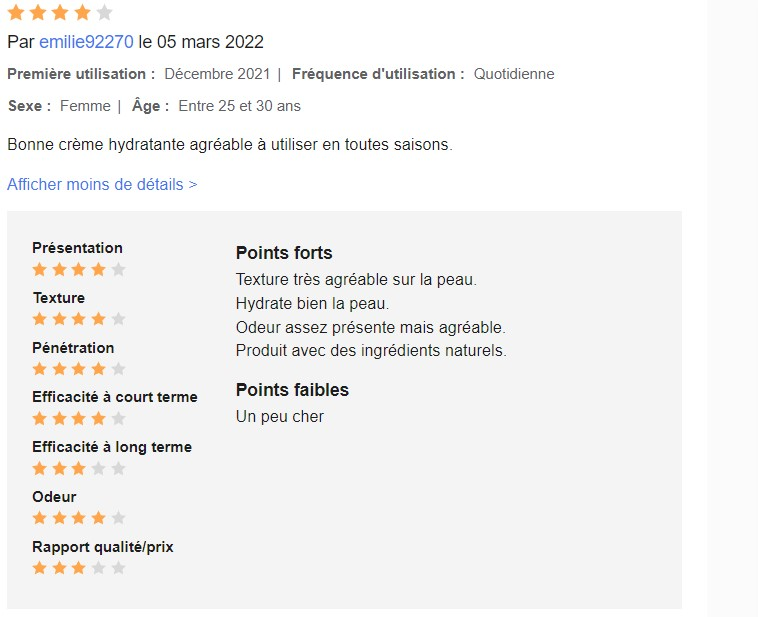 Par emilie92270 le 05 mars 2022
Première utilisation : Décembre 2021 | Fréquence d'utilisation : Quotidienne
Sexe : Femme | Âge : Entre 25 et 30 ans
Bonne crème hydratante agréable à utiliser en toutes saisons.
Afficher moins de détails >
Présentation
Texture
Pénétration
Efficacité à court terme
Efficacité à long terme
Odeur
Rapport qualité/prix
Points forts
Texture très agréable sur la peau.
Hydrate bien la peau.
Odeur assez présente mais agréable.
Produit avec des ingrédients naturels.
Points faibles
Un peu cher